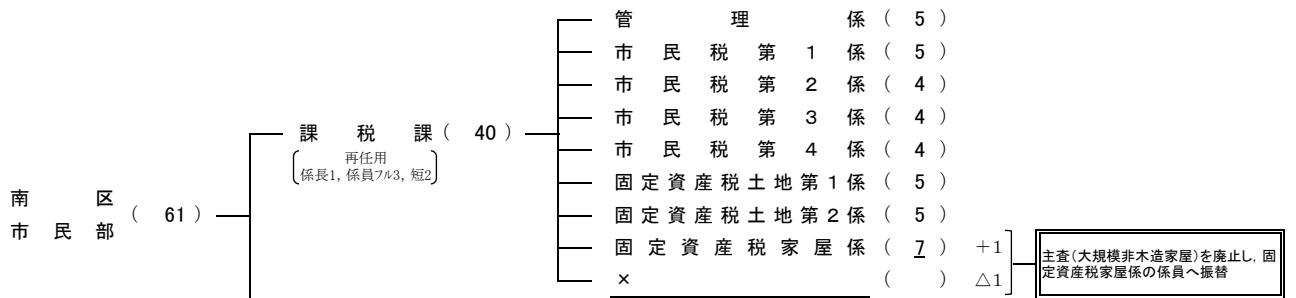 管理係（ 5 ）
市民税第１係（ 5 ）
市民税第２係（ 4 ）
市民税第３係（ 4 ）
市民税第４係（ 4 ）
固定資産税土地第１係（ 5 ）
固定資産税土地第２係（ 5 ）
固定資産税家屋係（ 7 ） +1
×（ ） △1
課税課（ 40 ）
再任用
係長1, 係員フル3, 短2
南区
市民部
（ 61 ）
主査(大規模非木造家屋)を廃止し, 固
定資産税家屋係の係員へ振替